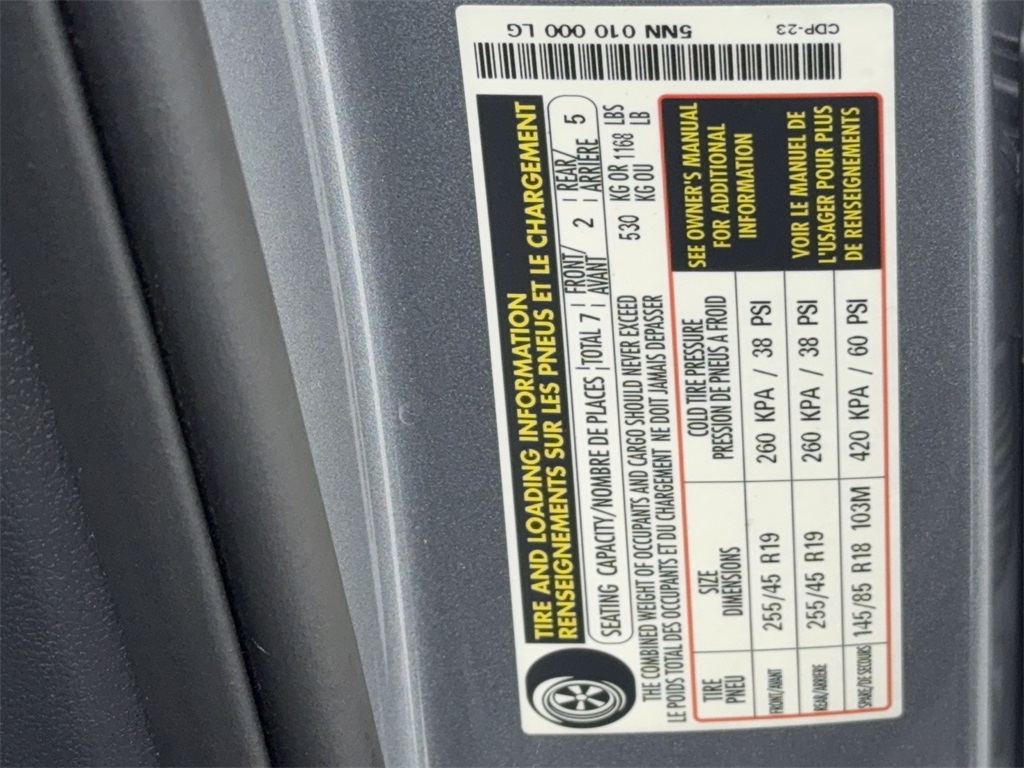 TIRE AND LOADING INFORMATION
RENSEIGNEMENTS SUR LES PNEUS ET LE CHARGEMENT
SEATING CAPACITY/NOMBRE DE PLACES | TOTAL 7 | FRONT/ AVANT 2 | REAR/ ARRIÈRE 5
THE COMBINED WEIGHT OF OCCUPANTS AND CARGO SHOULD NEVER EXCEED 530 KG OR 1168 LBS
LE POIDS TOTAL DES OCCUPANTS ET DU CHARGEMENT NE DOIT JAMAIS DÉPASSER KG OU LB
TIRE SIZE COLD TIRE PRESSURE
PNEU DIMENSIONS PRESSION DE PNEUS A FROID
FRONT/AVANT 255/45 R19 260 KPA / 38 PSI
REAR/ARRIERE 255/45 R19 260 KPA / 38 PSI
SPARE/DE SECOURS 145/85 R18 103M 420 KPA / 60 PSI
SEE OWNER'S MANUAL
FOR ADDITIONAL
INFORMATION
VOIR LE MANUEL DE
L'USAGER POUR PLUS
DE RENSEIGNEMENTS
5NN 010 000 LG
CDP-23